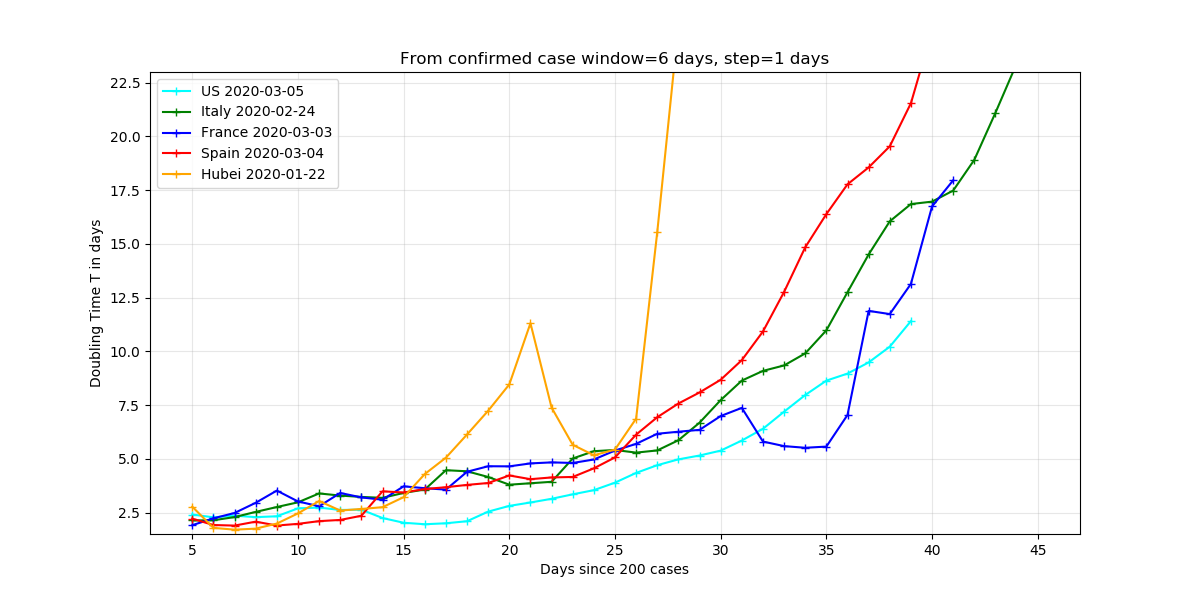 From confirmed case window=6 days, step=1 days
22.5
20.0
17.5
15.0
12.5
10.0
7.5
5.0
2.5
Doubling Time T in days
US 2020-03-05
Italy 2020-02-24
France 2020-03-03
Spain 2020-03-04
Hubei 2020-01-22
5 10 15 20 25 30 35 40 45
Days since 200 cases